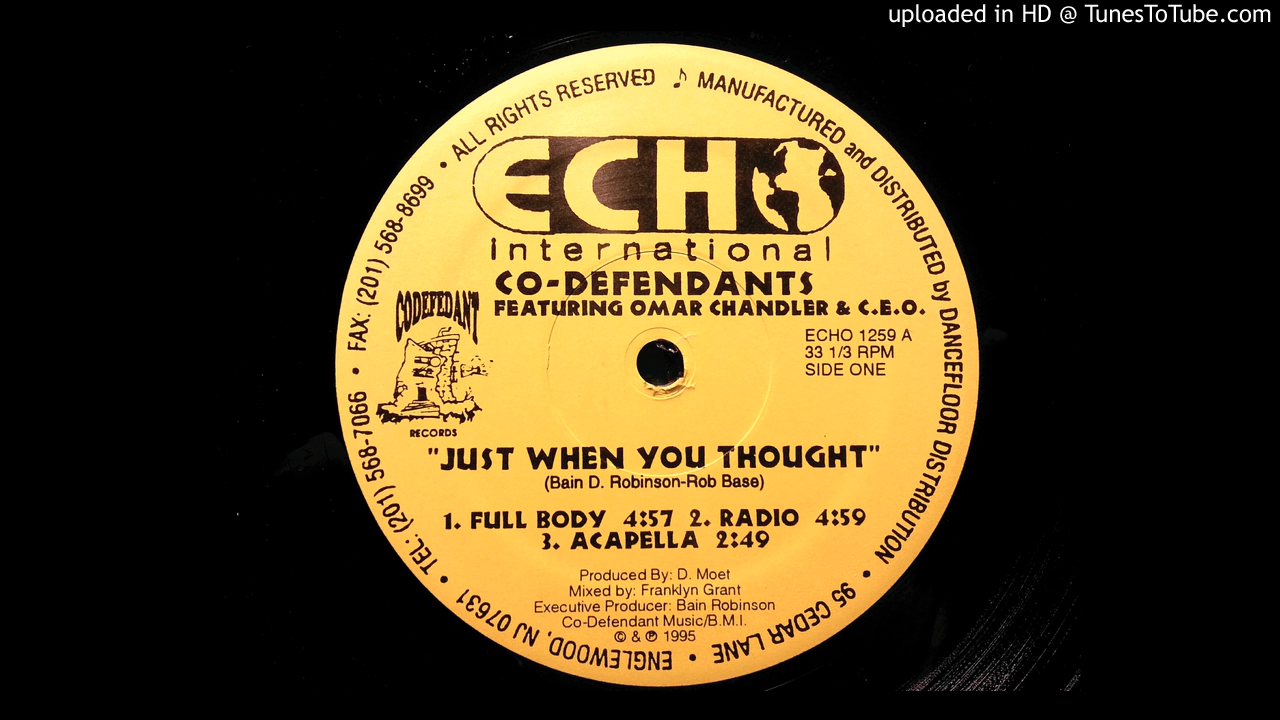 uploaded in HD @ TunesToTube.com
• ALL RIGHTS RESERVED ♪ MANUFACTURED and DISTRIBUTED by DANCEFLOOR DISTRIBUTION • 95 CEDAR LANE • ENGLEWOOD, NJ 07631 • TEL: (201) 568-7066 • FAX: (201) 568-8699
ECHO
international
CO-DEFENDANTS
FEATURING OMAR CHANDLER & C.E.O.
CODEFEDANT
RECORDS
ECHO 1259 A
33 1/3 RPM
SIDE ONE
"JUST WHEN YOU THOUGHT"
(Bain D. Robinson-Rob Base)
1. FULL BODY 4:57 2. RADIO 4:59
3. ACAPELLA 2:49
Produced By: D. Moet
Mixed by: Franklyn Grant
Executive Producer: Bain Robinson
Co-Defendant Music/B.M.I.
© & ℗ 1995